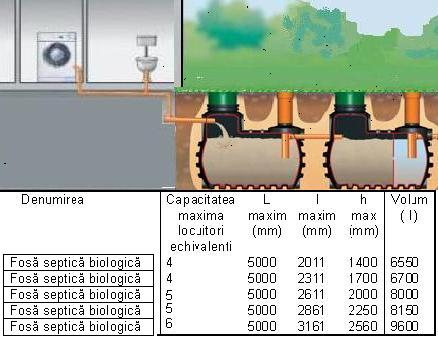 Denumirea Capacitatea L l h Volum
maxima maxim maxim max ( l )
locuitori (mm) (mm) (mm)
echivalenti
Fosă septică biologică 4 5000 2011 1400 6550
Fosă septică biologică 4 5000 2311 1700 6700
Fosă septică biologică 5 5000 2611 2000 8000
Fosă septică biologică 5 5000 2861 2250 8150
Fosă septică biologică 6 5000 3161 2560 9600